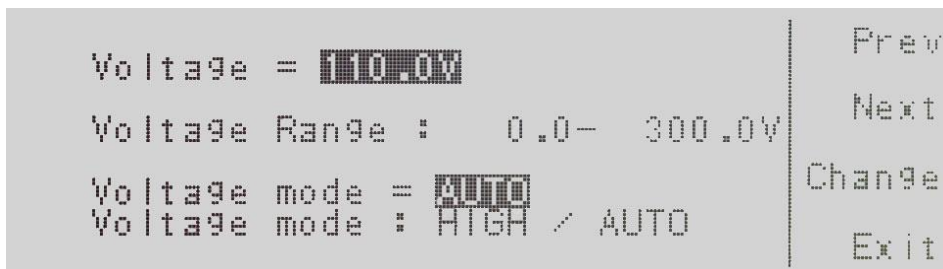 Voltage = 110.0V
Voltage Range : 0.0- 300.0V
Voltage mode = AUTO
Voltage mode : HIGH / AUTO
Prev
Next
Change
Exit